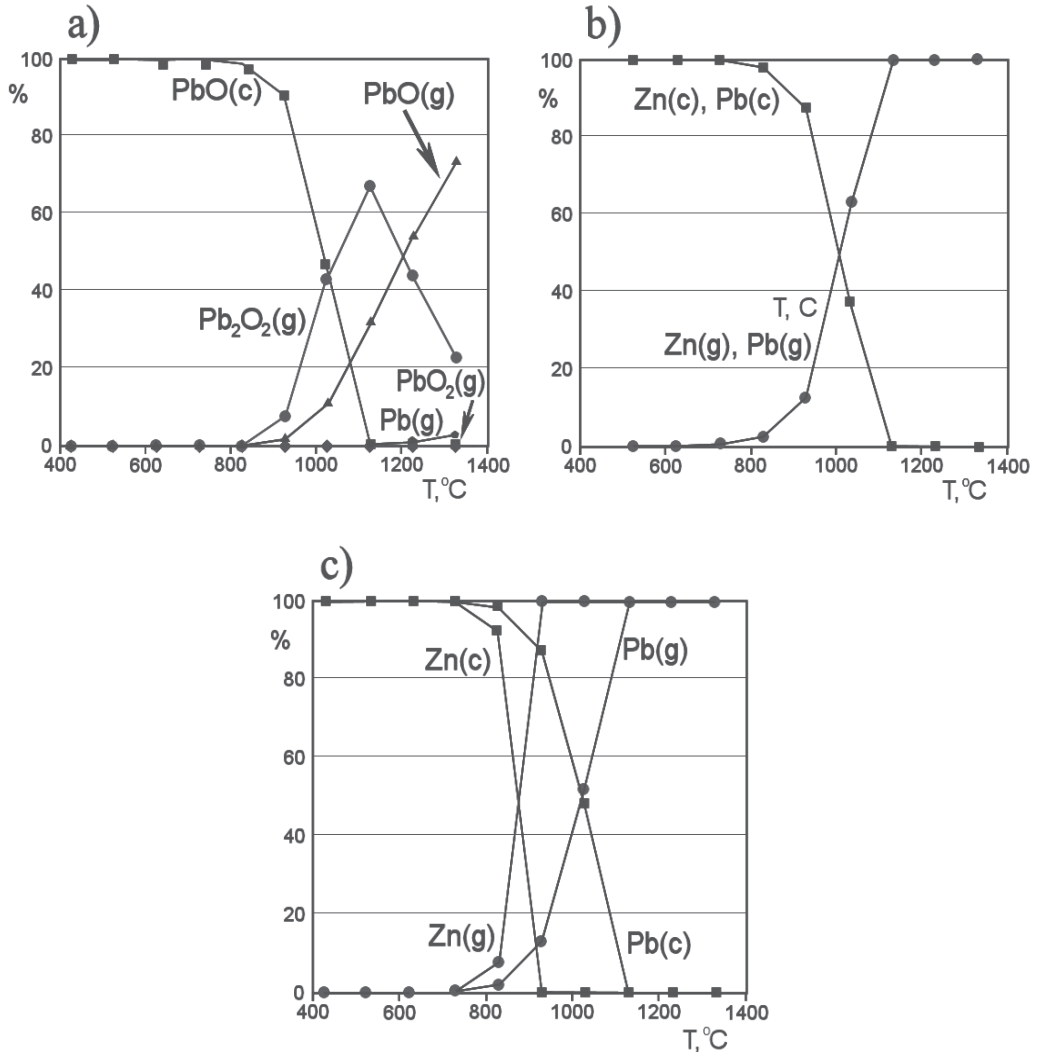 a)
100
%
80
60
40
20
0
PbO(c)
PbO(g)
Pb₂O₂(g)
PbO₂(g)
Pb(g)
400 600 800 1000 1200 1400
T,°C
b)
100
%
80
60
40
20
0
Zn(c), Pb(c)
T, C
Zn(g), Pb(g)
400 600 800 1000 1200 1400
T,°C
c)
100
%
80
60
40
20
0
Zn(c)
Pb(g)
Zn(g)
Pb(c)
400 600 800 1000 1200 1400
T,°C